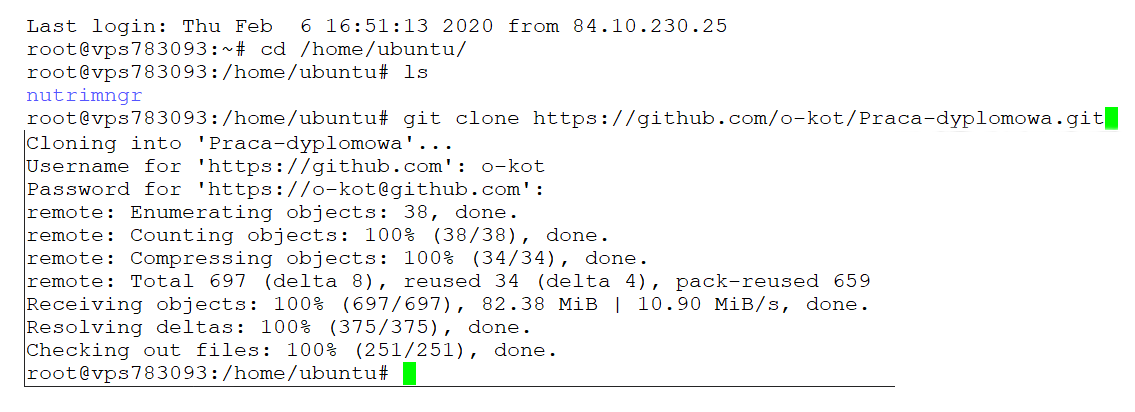 Last login: Thu Feb  6 16:51:13 2020 from 84.10.230.25
root@vps783093:~# cd /home/ubuntu/
root@vps783093:/home/ubuntu# ls
nutrimngr
root@vps783093:/home/ubuntu# git clone https://github.com/o-kot/Praca-dyplomowa.git
Cloning into 'Praca-dyplomowa'...
Username for 'https://github.com': o-kot
Password for 'https://o-kot@github.com':
remote: Enumerating objects: 38, done.
remote: Counting objects: 100% (38/38), done.
remote: Compressing objects: 100% (34/34), done.
remote: Total 697 (delta 8), reused 34 (delta 4), pack-reused 659
Receiving objects: 100% (697/697), 82.38 MiB | 10.90 MiB/s, done.
Resolving deltas: 100% (375/375), done.
Checking out files: 100% (251/251), done.
root@vps783093:/home/ubuntu#